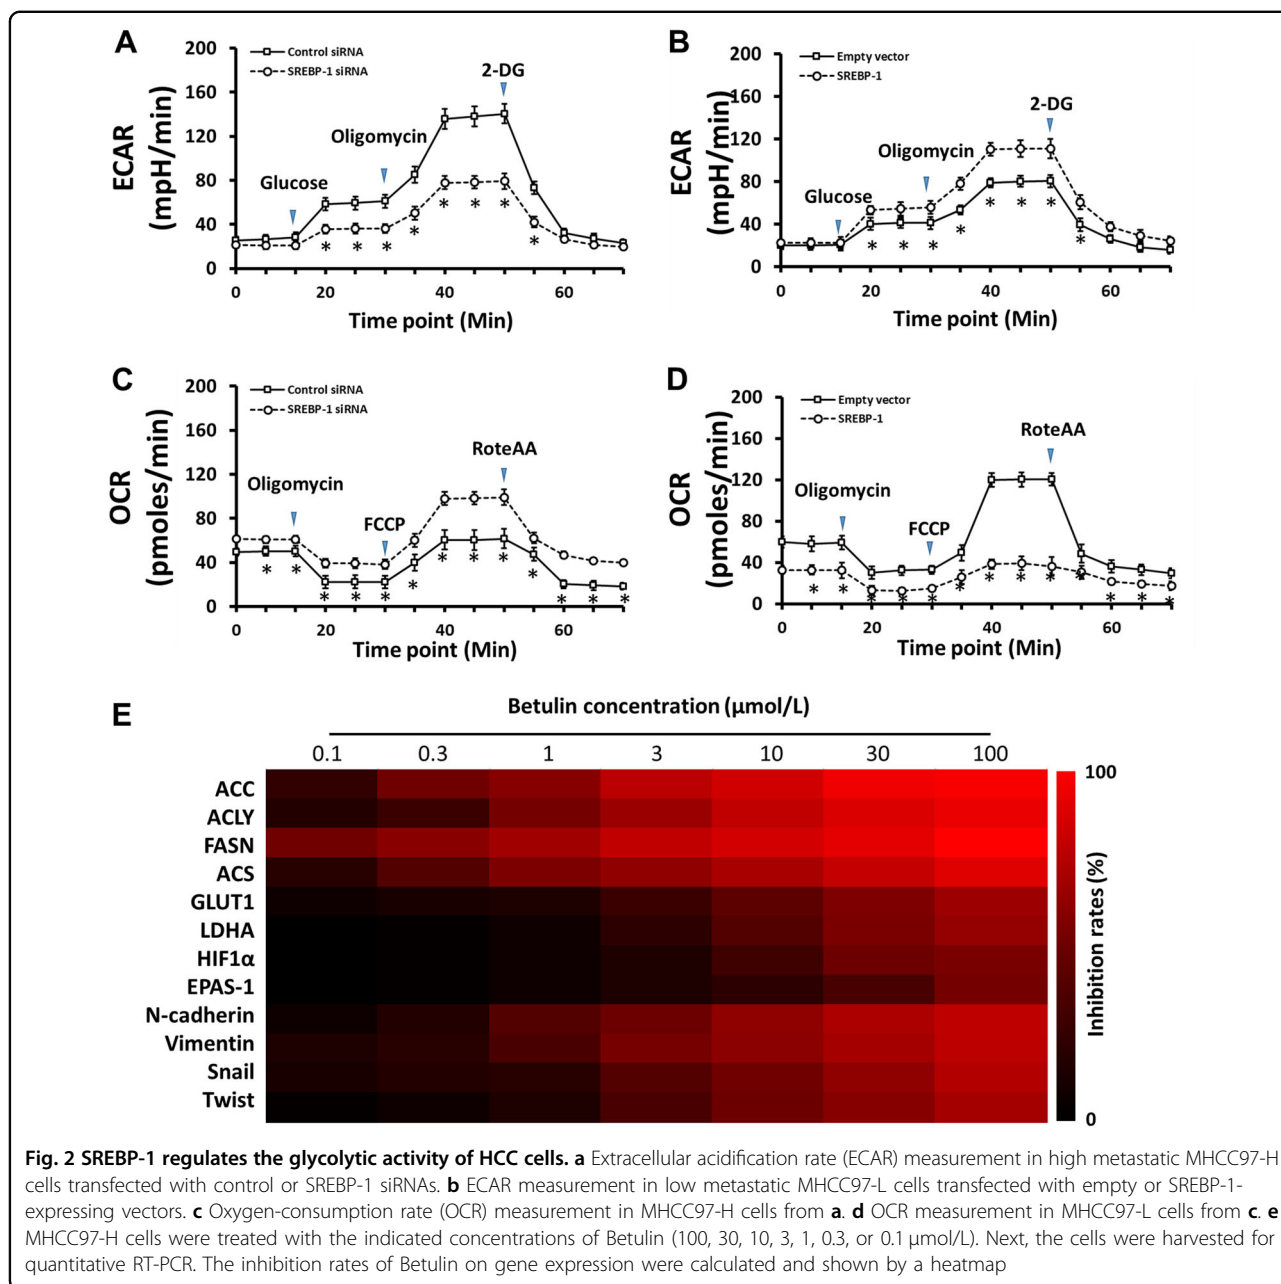 A
200
160
120
80
40
0
ECAR
(mpH/min)
Control siRNA
SREBP-1 siRNA
Glucose
Oligomycin
2-DG
* * * * * * * *
0 20 40 60
Time point (Min)
B
200
160
120
80
40
0
ECAR
(mpH/min)
Empty vector
SREBP-1
Glucose
Oligomycin
2-DG
* * * * * * * *
0 20 40 60
Time point (Min)
C
200
160
120
80
40
0
OCR
(pmoles/min)
Control siRNA
SREBP-1 siRNA
Oligomycin
FCCP
RoteAA
* * * * * * * * * * * * *
0 20 40 60
Time point (Min)
D
200
160
120
80
40
0
OCR
(pmoles/min)
Empty vector
SREBP-1
Oligomycin
FCCP
RoteAA
* * * * * * * * * * * * *
0 20 40 60
Time point (Min)
E
Betulin concentration (μmol/L)
0.1 0.3 1 3 10 30 100
ACC
ACLY
FASN
ACS
GLUT1
LDHA
HIF1α
EPAS-1
N-cadherin
Vimentin
Snail
Twist
100
Inhibition rates (%)
0
Fig. 2 SREBP-1 regulates the glycolytic activity of HCC cells. a Extracellular acidification rate (ECAR) measurement in high metastatic MHCC97-H
cells transfected with control or SREBP-1 siRNAs. b ECAR measurement in low metastatic MHCC97-L cells transfected with empty or SREBP-1-
expressing vectors. c Oxygen-consumption rate (OCR) measurement in MHCC97-H cells from a. d OCR measurement in MHCC97-L cells from c. e
MHCC97-H cells were treated with the indicated concentrations of Betulin (100, 30, 10, 3, 1, 0.3, or 0.1 μmol/L). Next, the cells were harvested for
quantitative RT-PCR. The inhibition rates of Betulin on gene expression were calculated and shown by a heatmap